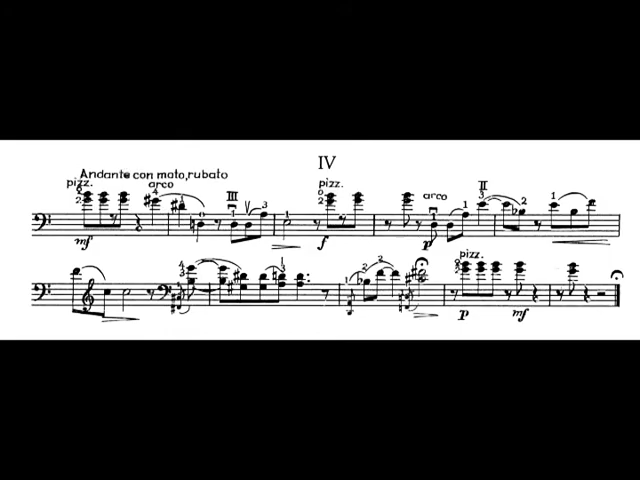 IV
Andante con moto, rubato
pizz. arco III pizz. arco II
mf f p
pizz.
p mf